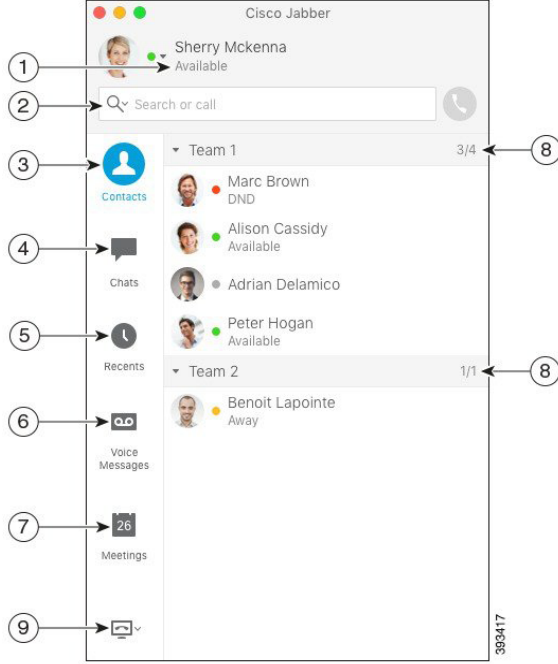 Cisco Jabber
Sherry Mckenna
1
Available
2
Search or call
3
Contacts
Team 1
3/4
8
Marc Brown
DND
Alison Cassidy
Available
4
Chats
Adrian Delamico
5
Recents
Peter Hogan
Available
Team 2
1/1
8
6
Voice
Messages
Benoit Lapointe
Away
7
26
Meetings
9
393417